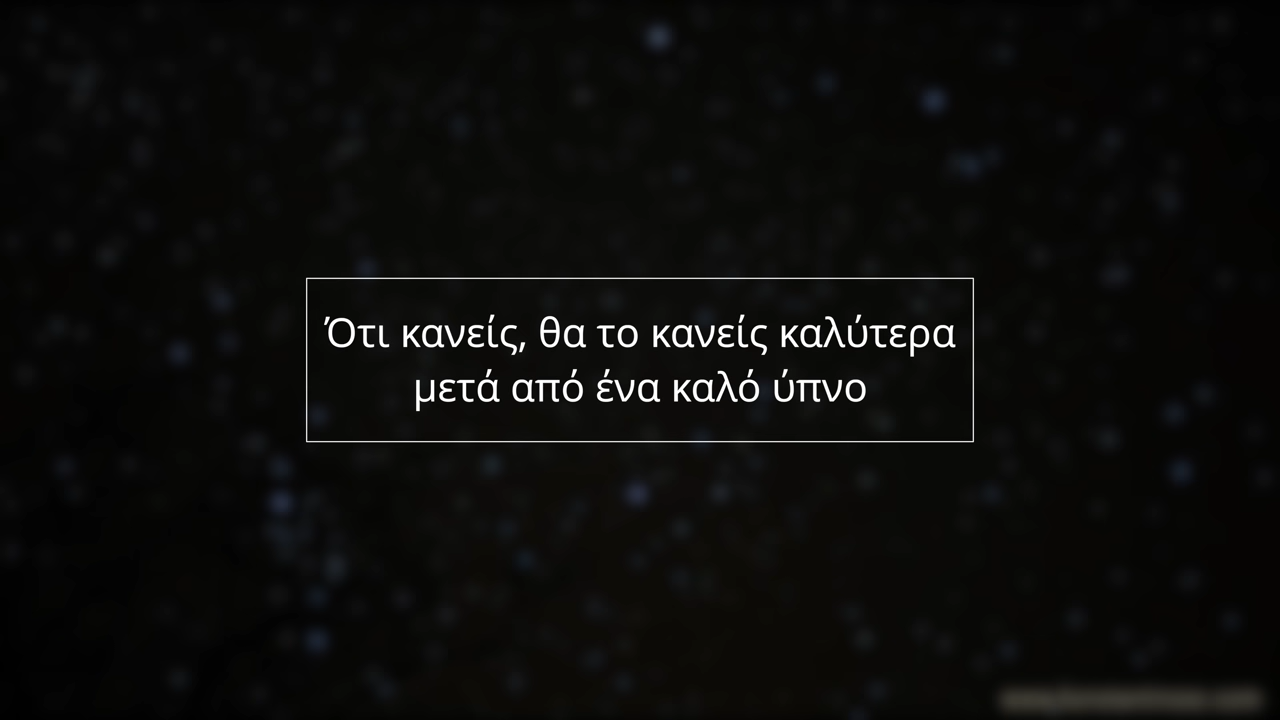 Ότι κανείς, θα το κανείς καλύτερα
μετά από ένα καλό ύπνο